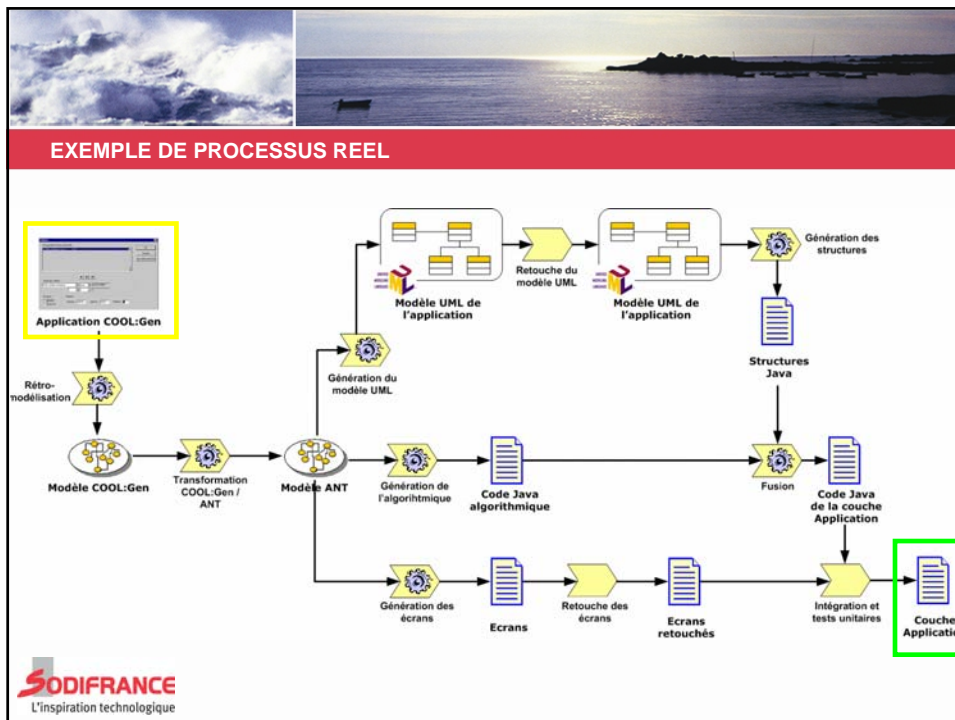 EXEMPLE DE PROCESSUS REEL
Application COOL:Gen
Rétro-
modélisation
Modèle COOL:Gen
Transformation
COOL:Gen /
ANT
Modèle ANT
Génération du
modèle UML
UML
Modèle UML de
l'application
Retouche du
modèle UML
UML
Modèle UML de
l'application
Génération des
structures
Structures
Java
Génération de
l'algorihtmique
Code Java
algorithmique
Fusion
Code Java
de la couche
Application
Génération des
écrans
Ecrans
Retouche des
écrans
Ecrans
retouchés
Intégration et
tests unitaires
Couche
Application
SODIFRANCE
L'inspiration technologique